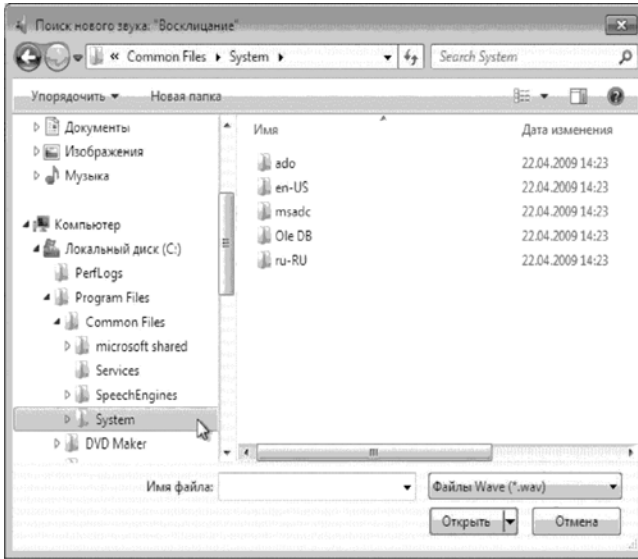 Поиск нового звука: "Восклицание"
« Common Files ▸ System ▸
Search System
Упорядочить
Новая папка
Документы
Изображения
Музыка
Компьютер
Локальный диск (C:)
PerfLogs
Program Files
Common Files
microsoft shared
Services
SpeechEngines
System
DVD Maker
Имя Дата изменения
ado 22.04.2009 14:23
en-US 22.04.2009 14:23
msadc 22.04.2009 14:23
Ole DB 22.04.2009 14:23
ru-RU 22.04.2009 14:23
Имя файла:
Файлы Wave (*.wav)
Открыть
Отмена